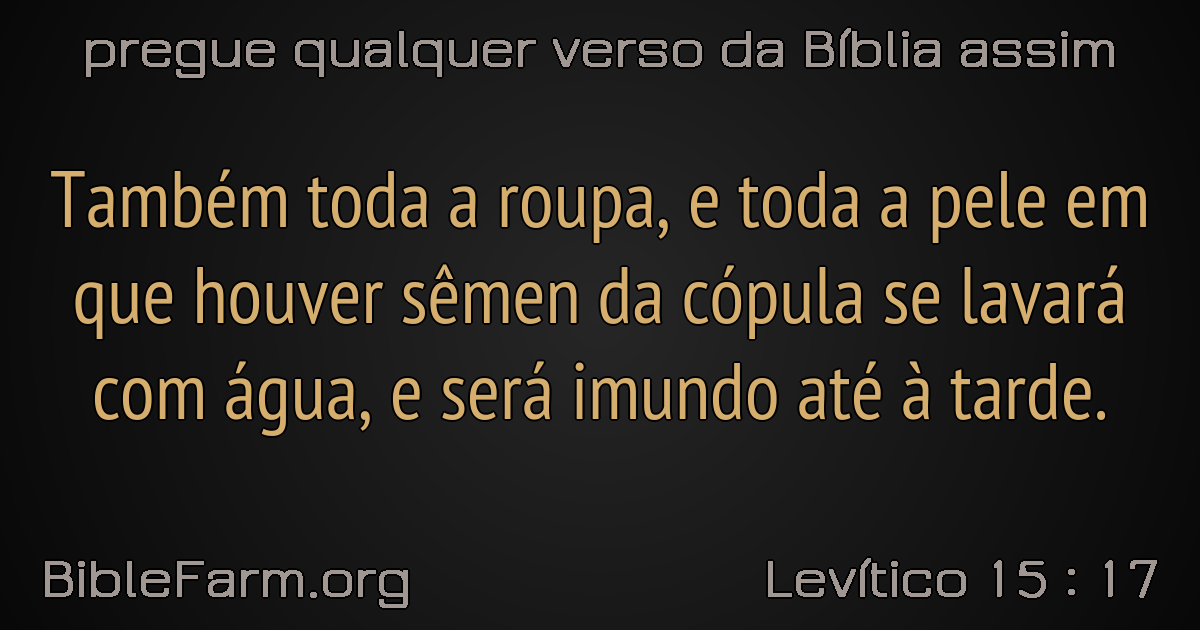 pregue qualquer verso da Bíblia assim
Também toda a roupa, e toda a pele em
que houver sêmen da cópula se lavará
com água, e será imundo até à tarde.
BibleFarm.org
Levítico 15 : 17